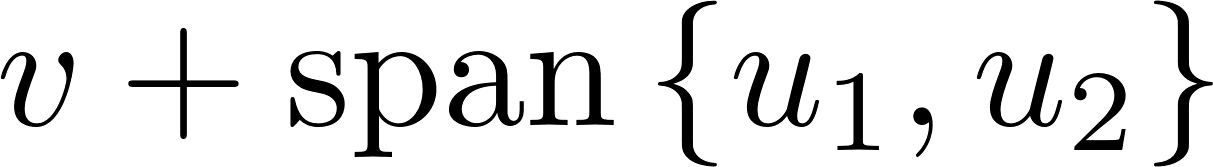 v + span {u₁, u₂}